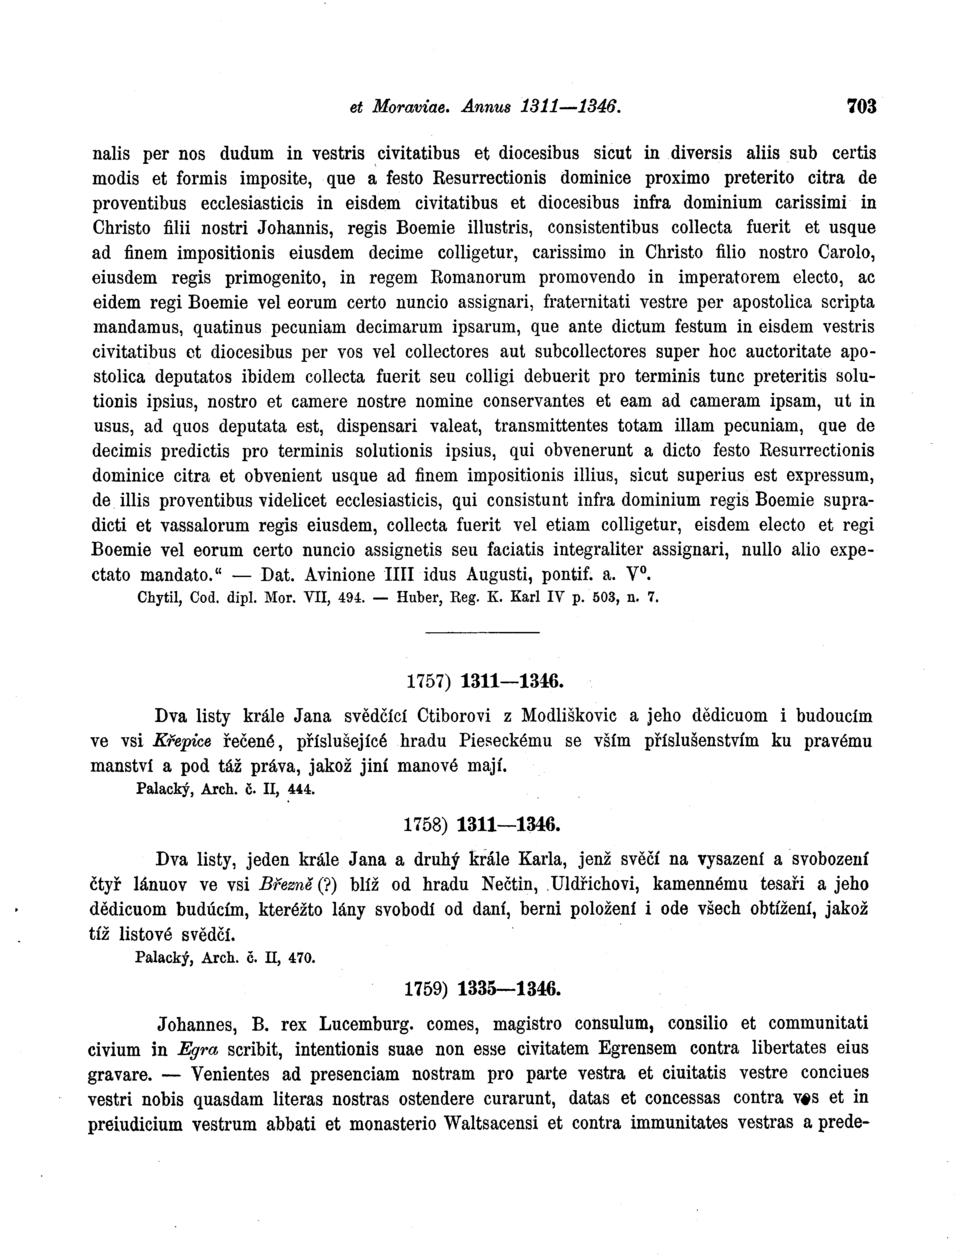 et Moraviae. Annus 1311—1346. 703
nalis per nos dudum in vestris civitatibus et diocesibus sicut in diversis aliis sub certis
modis et formis imposite, que a festo Resurrectionis dominice proximo preterito citra de
proventibus ecclesiasticis in eisdem civitatibus et diocesibus infra dominium carissimi in
Christo filii nostri Johannis, regis Boemie illustris, consistentibus collecta fuerit et usque
ad finem impositionis eiusdem decime colligetur, carissimo in Christo filio nostro Carolo,
eiusdem regis primogenito, in regem Romanorum promovendo in imperatorem electo, ac
eidem regi Boemie vel eorum certo nuncio assignari, fraternitati vestre per apostolica scripta
mandamus, quatinus pecuniam decimarum ipsarum, que ante dictum festum in eisdem vestris
civitatibus et diocesibus per vos vel collectores aut subcollectores super hoc auctoritate apo-
stolica deputatos ibidem collecta fuerit seu colligi debuerit pro terminis tunc preteritis solu-
tionis ipsius, nostro et camere nostre nomine conservantes et eam ad cameram ipsam, ut in
usus, ad quos deputata est, dispensari valeat, transmittentes totam illam pecuniam, que de
decimis predictis pro terminis solutionis ipsius, qui obvenerunt a dicto festo Resurrectionis
dominice citra et obvenient usque ad finem impositionis illius, sicut superius est expressum,
de illis proventibus videlicet ecclesiasticis, qui consistunt infra dominium regis Boemie supra-
dicti et vassalorum regis eiusdem, collecta fuerit vel etiam colligetur, eisdem electo et regi
Boemie vel eorum certo nuncio assignetis seu faciatis integraliter assignari, nullo alio expe-
ctato mandato.“ — Dat. Avinione IIII idus Augusti, pontif. a. V⁰.
Chytil, Cod. dipl. Mor. VII, 494. — Huber, Reg. K. Karl IV p. 503, n. 7.
1757) 1311—1346.
Dva listy krále Jana svědčící Ctiborovi z Modliškovic a jeho dědicuom i budoucím
ve vsi Křepice řečené, příslušející hradu Pieseckému se vším příslušenstvím ku pravému
manství a pod táž práva, jakož jiní manové mají.
Palacký, Arch. č. II, 444.
1758) 1311—1346.
Dva listy, jeden krále Jana a druhý krále Karla, jenž svěčí na vysazení a svobození
čtyř lánuov ve vsi Březně (?) blíž od hradu Nečtin, Uldřichovi, kamennému tesaři a jeho
dědicuom budúcím, kteréžto lány svobodí od daní, berni položení i ode všech obtížení, jakož
tíž listové svědčí.
Palacký, Arch. č. II, 470.
1759) 1335—1346.
Johannes, B. rex Lucemburg. comes, magistro consulum, consilio et communitati
civium in Egra scribit, intentionis suae non esse civitatem Egrensem contra libertates eius
gravare. — Venientes ad presenciam nostram pro parte vestra et ciuitatis vestre conciues
vestri nobis quasdam literas nostras ostendere curarunt, datas et concessas contra vos et in
preiudicium vestrum abbati et monasterio Waltsacensi et contra immunitates vestras a prede-